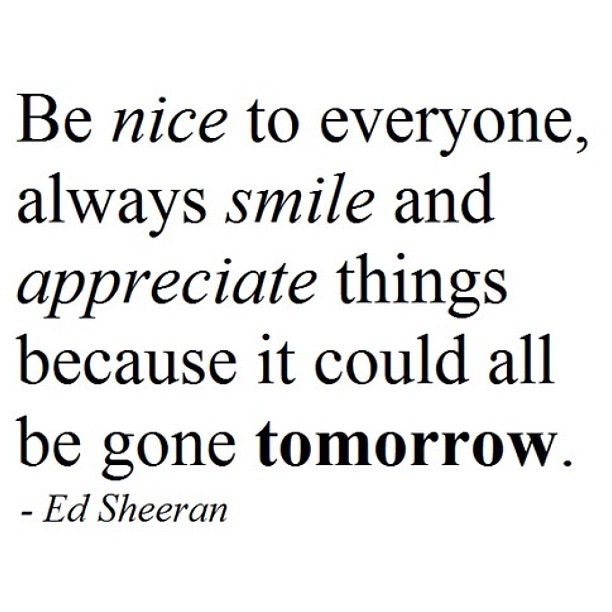 Be nice to everyone,
always smile and
appreciate things
because it could all
be gone tomorrow.
- Ed Sheeran